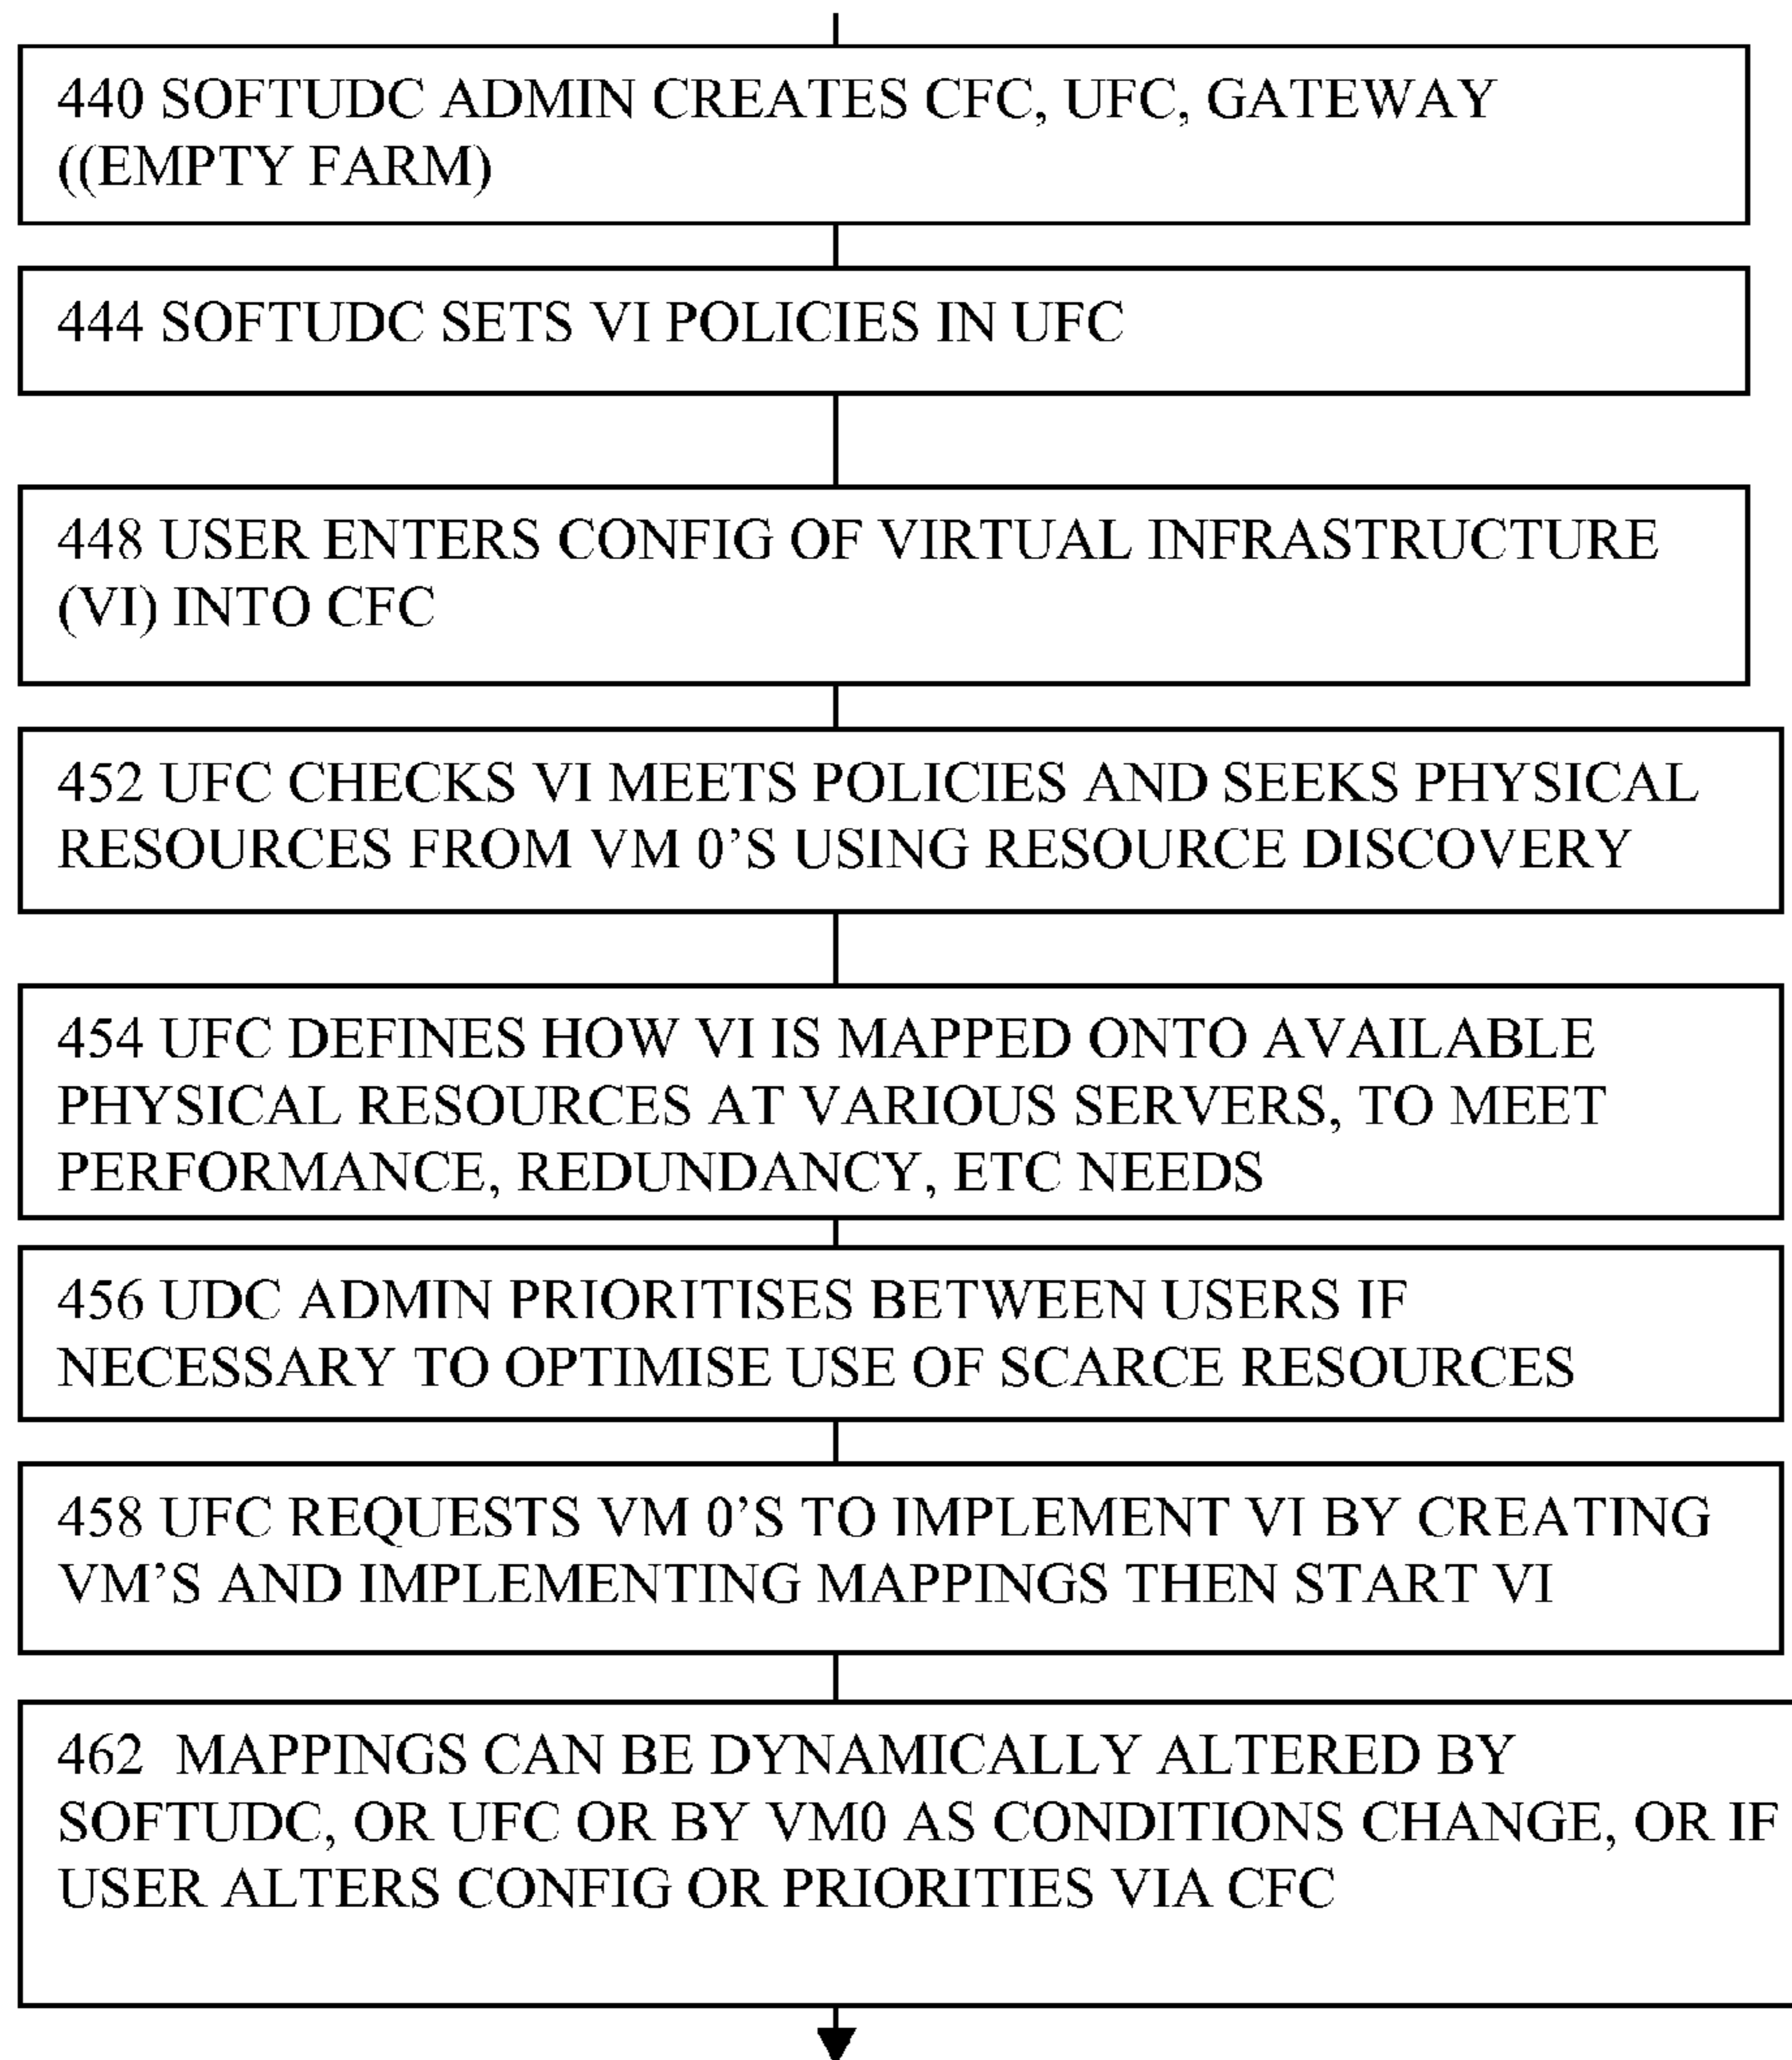 440 SOFTUDC ADMIN CREATES CFC, UFC, GATEWAY
((EMPTY FARM)
444 SOFTUDC SETS VI POLICIES IN UFC
448 USER ENTERS CONFIG OF VIRTUAL INFRASTRUCTURE
(VI) INTO CFC
452 UFC CHECKS VI MEETS POLICIES AND SEEKS PHYSICAL
RESOURCES FROM VM 0’S USING RESOURCE DISCOVERY
454 UFC DEFINES HOW VI IS MAPPED ONTO AVAILABLE
PHYSICAL RESOURCES AT VARIOUS SERVERS, TO MEET
PERFORMANCE, REDUNDANCY, ETC NEEDS
456 UDC ADMIN PRIORITISES BETWEEN USERS IF
NECESSARY TO OPTIMISE USE OF SCARCE RESOURCES
458 UFC REQUESTS VM 0’S TO IMPLEMENT VI BY CREATING
VM’S AND IMPLEMENTING MAPPINGS THEN START VI
462 MAPPINGS CAN BE DYNAMICALLY ALTERED BY
SOFTUDC, OR UFC OR BY VM0 AS CONDITIONS CHANGE, OR IF
USER ALTERS CONFIG OR PRIORITIES VIA CFC